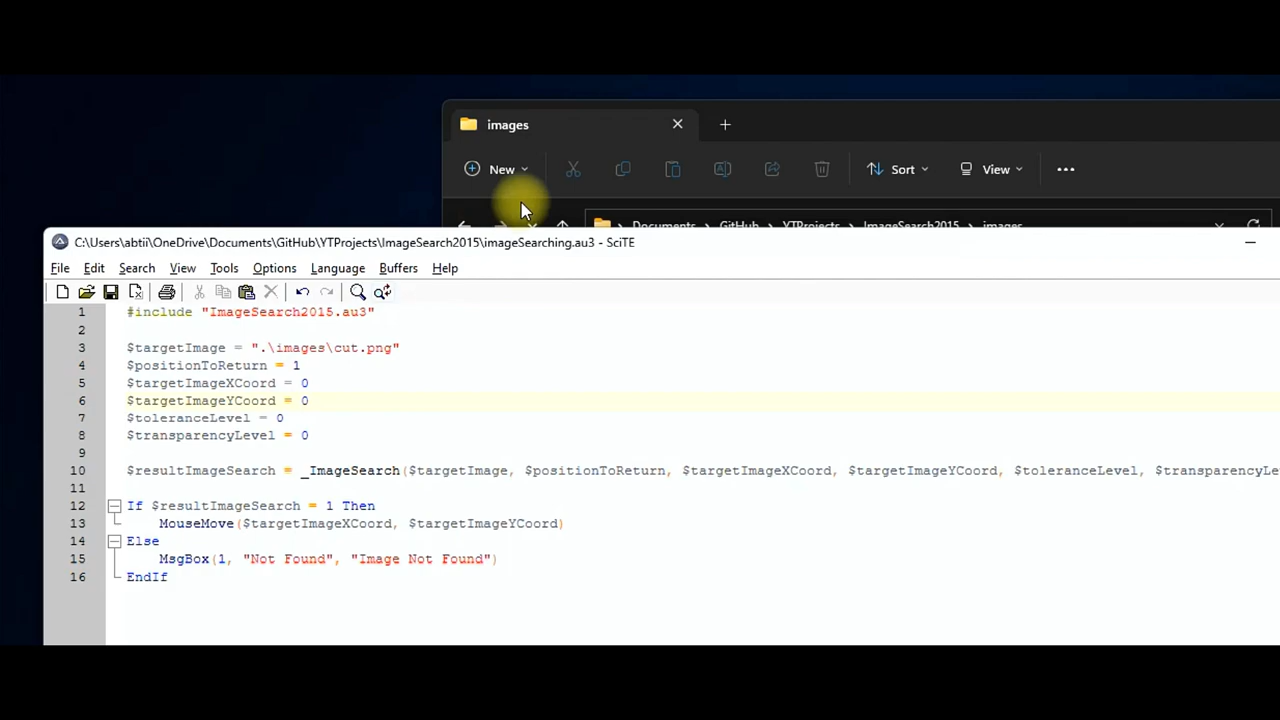 images
New
Sort
View
Documents > GitHub > YTProjects > ImageSearch2015 > images
C:\Users\abtii\OneDrive\Documents\GitHub\YTProjects\ImageSearch2015\imageSearching.au3 - SciTE
File Edit Search View Tools Options Language Buffers Help
1 #include "ImageSearch2015.au3"
2
3 $targetImage = ".\images\cut.png"
4 $positionToReturn = 1
5 $targetImageXCoord = 0
6 $targetImageYCoord = 0
7 $toleranceLevel = 0
8 $transparencyLevel = 0
9
10 $resultImageSearch = _ImageSearch($targetImage, $positionToReturn, $targetImageXCoord, $targetImageYCoord, $toleranceLevel, $transparencyLe
11
12 If $resultImageSearch = 1 Then
13 MouseMove($targetImageXCoord, $targetImageYCoord)
14 Else
15 MsgBox(1, "Not Found", "Image Not Found")
16 EndIf